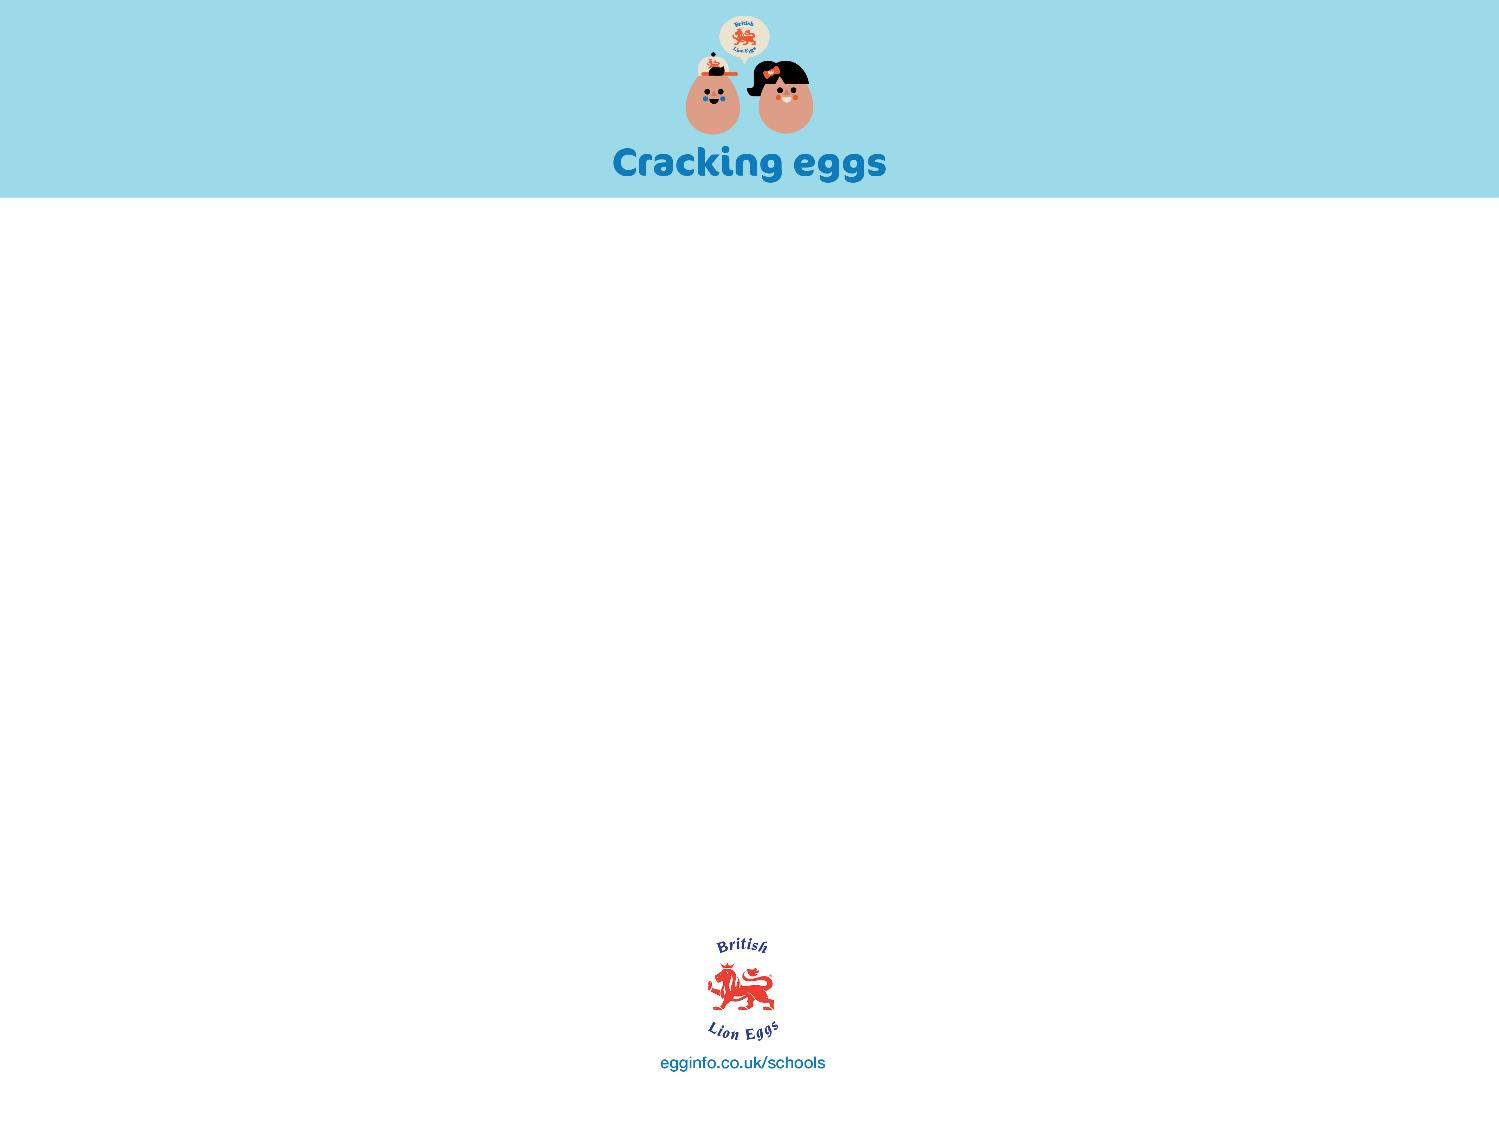 British
Lion Eggs
Cracking eggs
British
Lion Eggs
egginfo.co.uk/schools